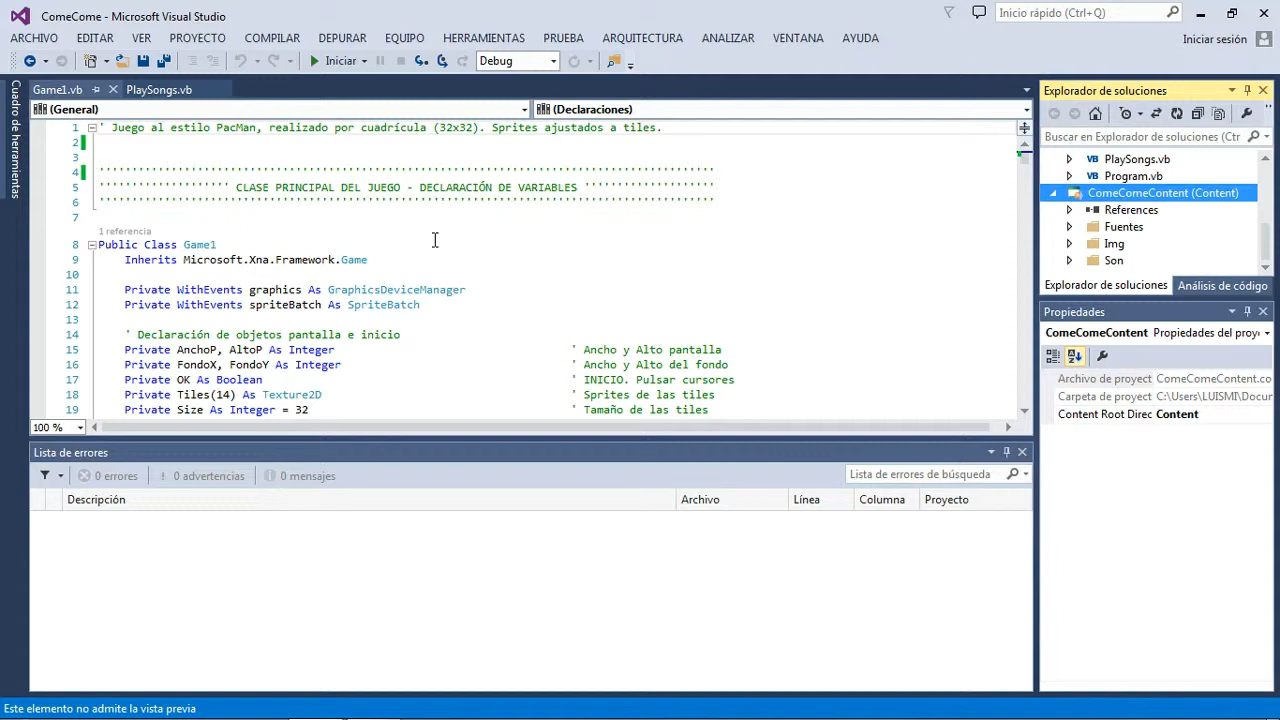 ComeCome - Microsoft Visual Studio
Inicio rápido (Ctrl+Q)
ARCHIVO EDITAR VER PROYECTO COMPILAR DEPURAR EQUIPO HERRAMIENTAS PRUEBA ARQUITECTURA ANALIZAR VENTANA AYUDA
Iniciar sesión
Iniciar Debug
Cuadro de herramientas
Game1.vb PlaySongs.vb
(General) (Declaraciones)
1 ' Juego al estilo PacMan, realizado por cuadrícula (32x32). Sprites ajustados a tiles.
2
3
4 ''''''''''''''''''''''''''''''''''''''''''''''''''''''''''''''''''''''''''''''''''''''''''''''
5 '''''''''''''''''''' CLASE PRINCIPAL DEL JUEGO - DECLARACIÓN DE VARIABLES ''''''''''''''''''''
6 ''''''''''''''''''''''''''''''''''''''''''''''''''''''''''''''''''''''''''''''''''''''''''''''
7
1 referencia
8 Public Class Game1
9 Inherits Microsoft.Xna.Framework.Game
10
11 Private WithEvents graphics As GraphicsDeviceManager
12 Private WithEvents spriteBatch As SpriteBatch
13
14 ' Declaración de objetos pantalla e inicio
15 Private AnchoP, AltoP As Integer ' Ancho y Alto pantalla
16 Private FondoX, FondoY As Integer ' Ancho y Alto del fondo
17 Private OK As Boolean ' INICIO. Pulsar cursores
18 Private Tiles(14) As Texture2D ' Sprites de las tiles
19 Private Size As Integer = 32 ' Tamaño de las tiles
100 %
Lista de errores
0 errores 0 advertencias 0 mensajes Lista de errores de búsqueda
Descripción Archivo Línea Columna Proyecto
Explorador de soluciones
Buscar en Explorador de soluciones (Ctr
PlaySongs.vb
Program.vb
ComeComeContent (Content)
References
Fuentes
Img
Son
Explorador de soluciones Análisis de código
Propiedades
ComeComeContent Propiedades del proye
Archivo de proyect ComeComeContent.co
Carpeta de proyect C:\Users\LUISMI\Docum
Content Root Direc Content
Este elemento no admite la vista previa